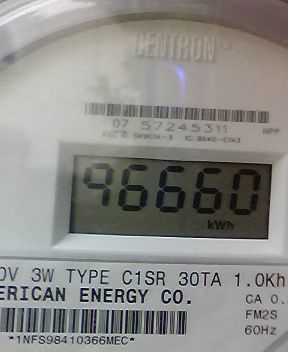 CENTRON
07 57245311 HPP
96660
kWh
0V 3W TYPE C1SR 30TA 1.0Kh
ERICAN ENERGY CO. CA 0.
FM2S
60Hz
*1NFS98410366MEC*